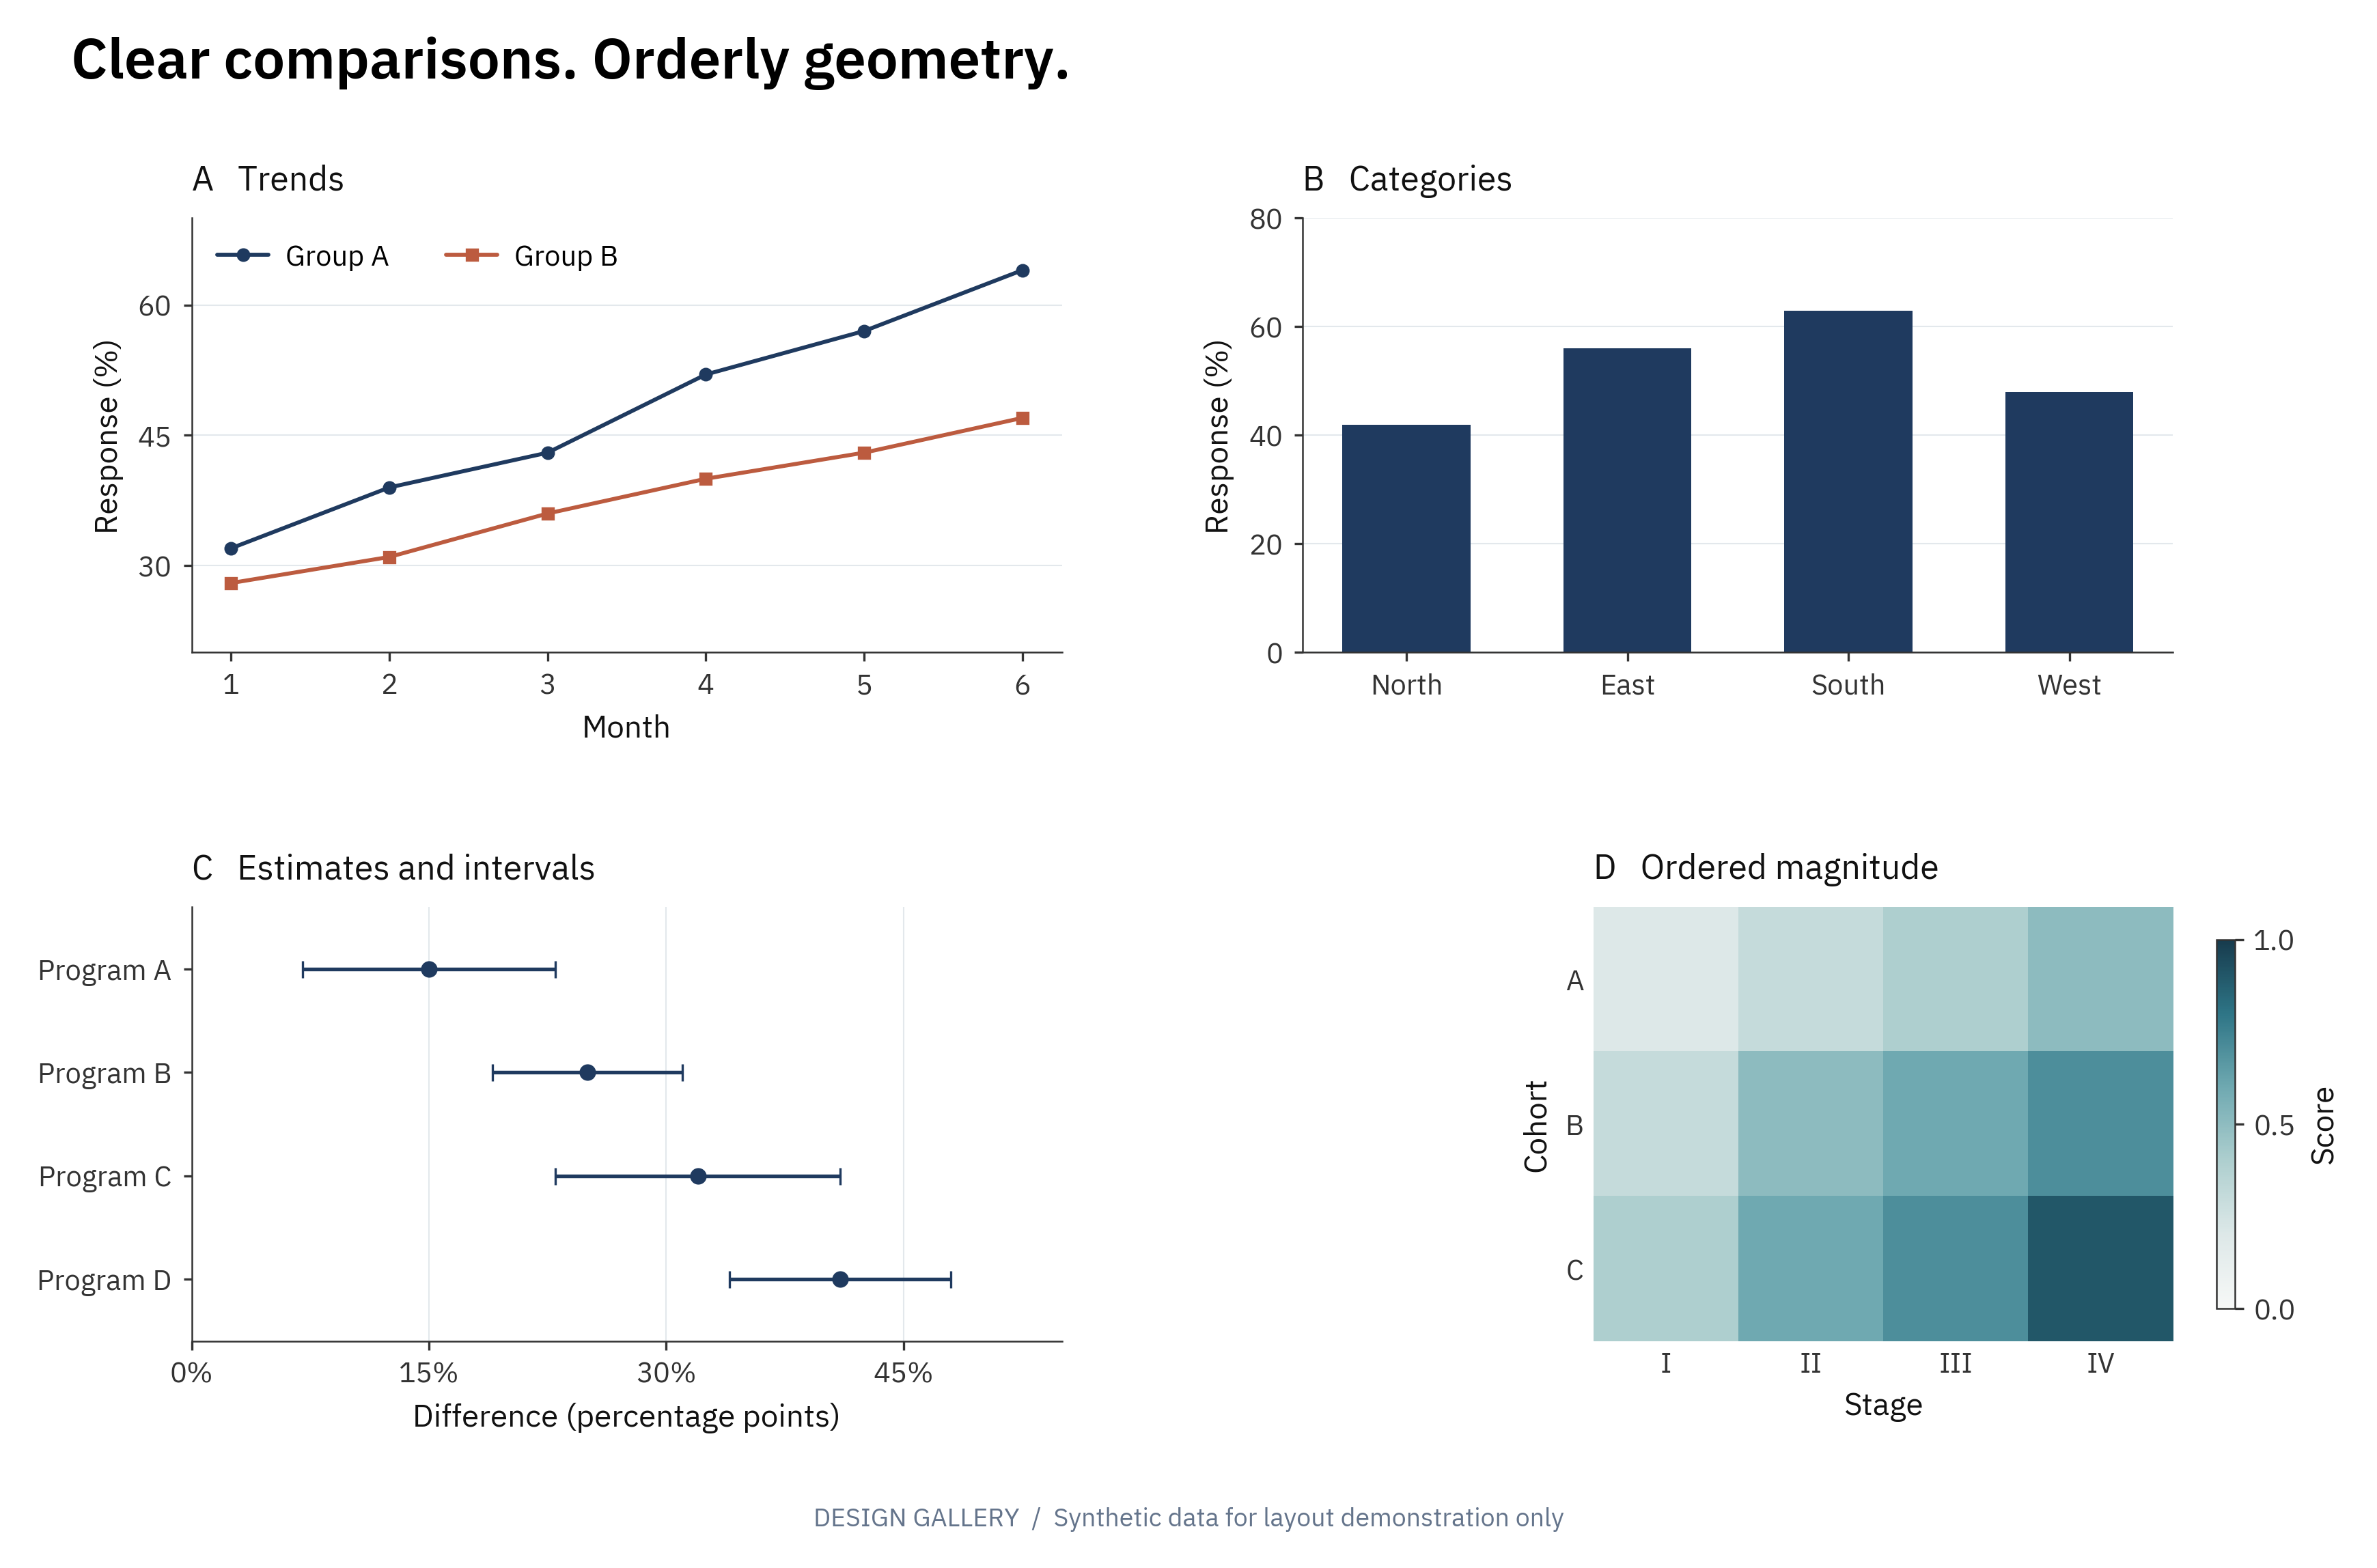 Clear comparisons. Orderly geometry.
A Trends
Group A Group B
Response (%)
60
45
30
1 2 3 4 5 6
Month
B Categories
Response (%)
80
60
40
20
0
North East South West
C Estimates and intervals
Program A
Program B
Program C
Program D
0% 15% 30% 45%
Difference (percentage points)
D Ordered magnitude
Cohort
A
B
C
I II III IV
Stage
1.0
0.5
0.0
Score
DESIGN GALLERY / Synthetic data for layout demonstration only